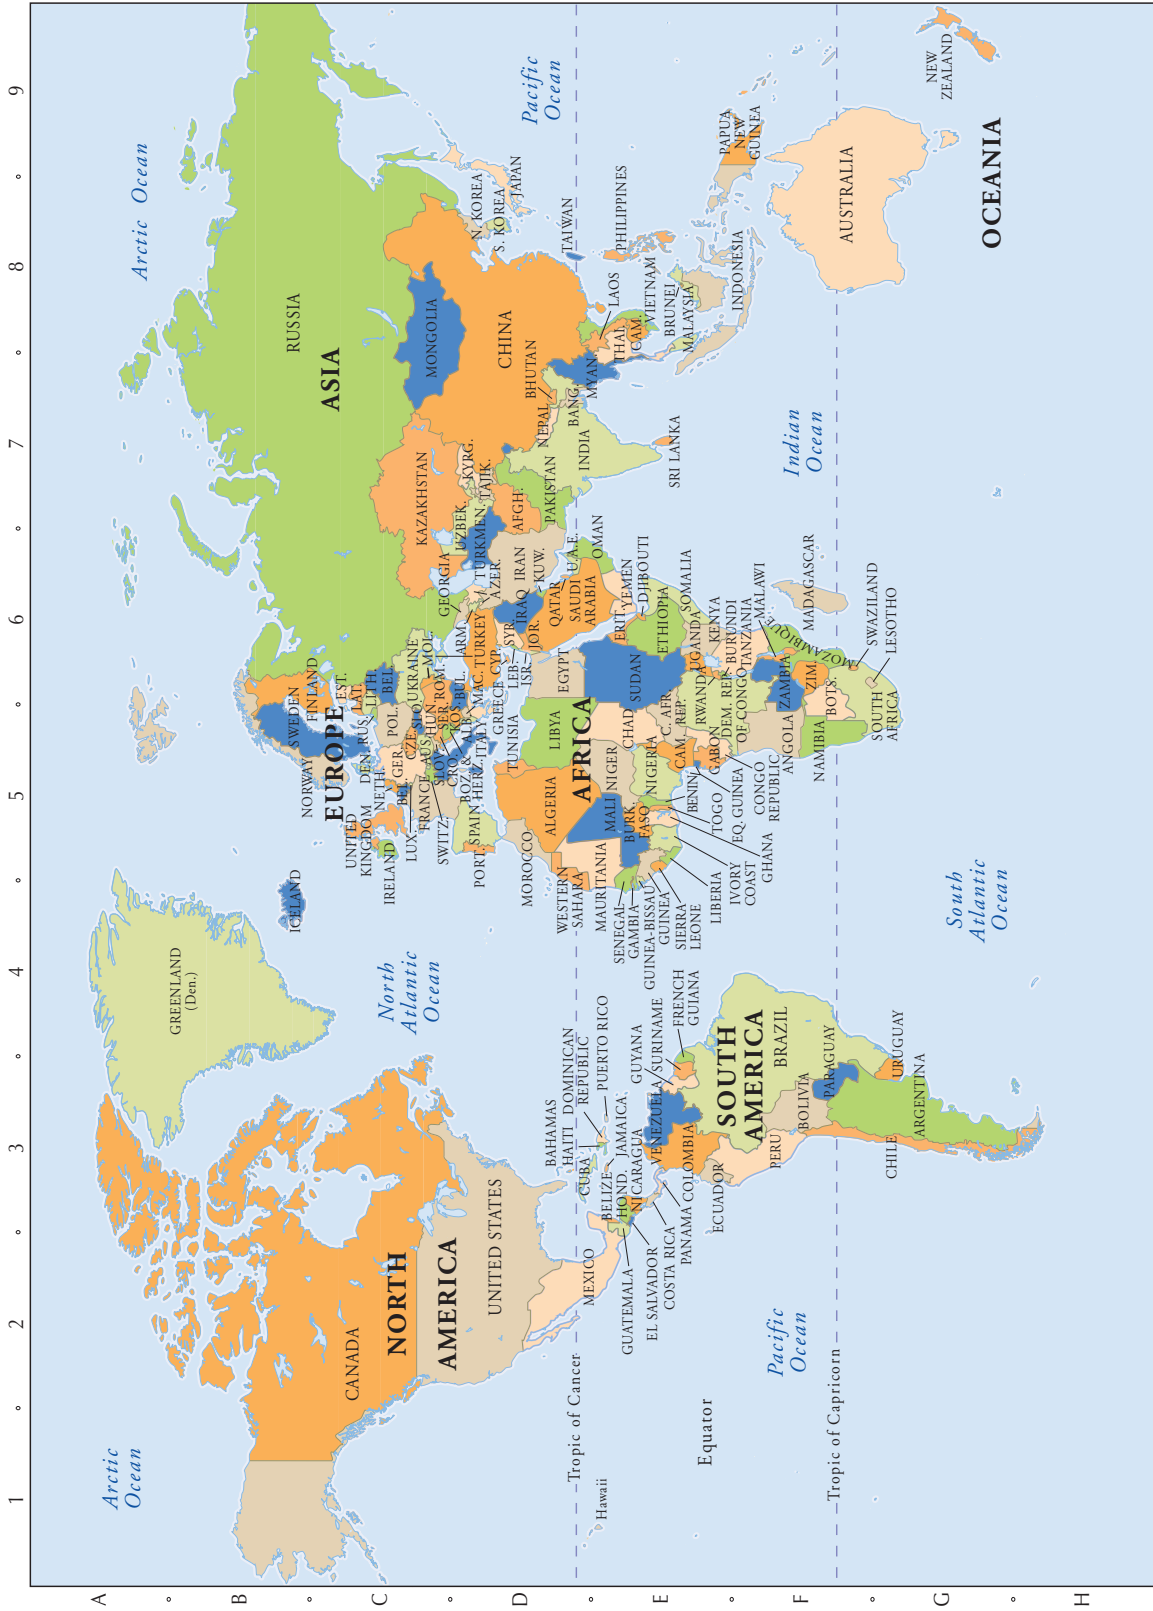 1
°
2
°
3
°
4
°
5
°
6
°
7
°
8
°
9
A
°
B
°
C
°
D
°
E
°
F
°
G
°
H
Arctic
Ocean
Arctic Ocean
GREENLAND
(Den.)
ICELAND
CANADA
NORTH
AMERICA
UNITED STATES
North
Atlantic
Ocean
MEXICO
Tropic of Cancer
Hawaii
BAHAMAS
CUBA
HAITI
DOMINICAN
REPUBLIC
PUERTO RICO
JAMAICA
BELIZE
HOND.
NICARAGUA
GUATEMALA
EL SALVADOR
COSTA RICA
PANAMA
Equator
Pacific
Ocean
Tropic of Capricorn
VENEZUELA
GUYANA
SURINAME
FRENCH
GUIANA
COLOMBIA
ECUADOR
SOUTH
AMERICA
BRAZIL
PERU
BOLIVIA
PARAGUAY
CHILE
URUGUAY
ARGENTINA
South
Atlantic
Ocean
EUROPE
NORWAY
SWEDEN
FINLAND
EST.
LAT.
LITH.
RUS.
DEN.
UNITED
KINGDOM
IRELAND
NETH.
BEL.
LUX.
GER.
POL.
BEL.
CZE.
SLO.
UKRAINE
MOL.
FRANCE
AUS.
HUN.
ROM.
SWITZ.
SLOV.
CRO.
SER.
KOS.
BUL.
BOZ. &
HERZ.
ALB.
MAC.
ITALY
GREECE
PORT.
SPAIN
RUSSIA
ASIA
KAZAKHSTAN
MONGOLIA
CHINA
GEORGIA
ARM.
AZER.
TURKEY
UZBEK.
TURKMEN.
KYRG.
TAJIK.
AFGH.
PAKISTAN
CYP.
LEB.
ISR.
SYR.
JOR.
IRAQ
IRAN
KUW.
QATAR
U.A.E.
SAUDI
ARABIA
OMAN
YEMEN
NEPAL
BHUTAN
INDIA
BANG.
MYAN.
SRI LANKA
LAOS
THAI.
CAM.
VIETNAM
N. KOREA
S. KOREA
JAPAN
TAIWAN
PHILIPPINES
BRUNEI
MALAYSIA
INDONESIA
Pacific
Ocean
PAPUA
NEW
GUINEA
Indian
Ocean
AUSTRALIA
NEW
ZEALAND
OCEANIA
AFRICA
MOROCCO
TUNISIA
ALGERIA
LIBYA
EGYPT
WESTERN
SAHARA
MAURITANIA
MALI
NIGER
CHAD
SUDAN
ERIT.
DJIBOUTI
ETHIOPIA
SOMALIA
SENEGAL
GAMBIA
GUINEA-BISSAU
GUINEA
SIERRA
LEONE
LIBERIA
IVORY
COAST
GHANA
TOGO
BENIN
BURK.
FASO
NIGERIA
CAM.
C. AFR.
REP.
EQ. GUINEA
GABON
CONGO
REPUBLIC
DEM. REP.
OF CONGO
RWANDA
UGANDA
KENYA
BURUNDI
TANZANIA
MALAWI
ANGOLA
ZAMBIA
ZIM.
MOZAMBIQUE
NAMIBIA
BOTS.
SOUTH
AFRICA
SWAZILAND
LESOTHO
MADAGASCAR